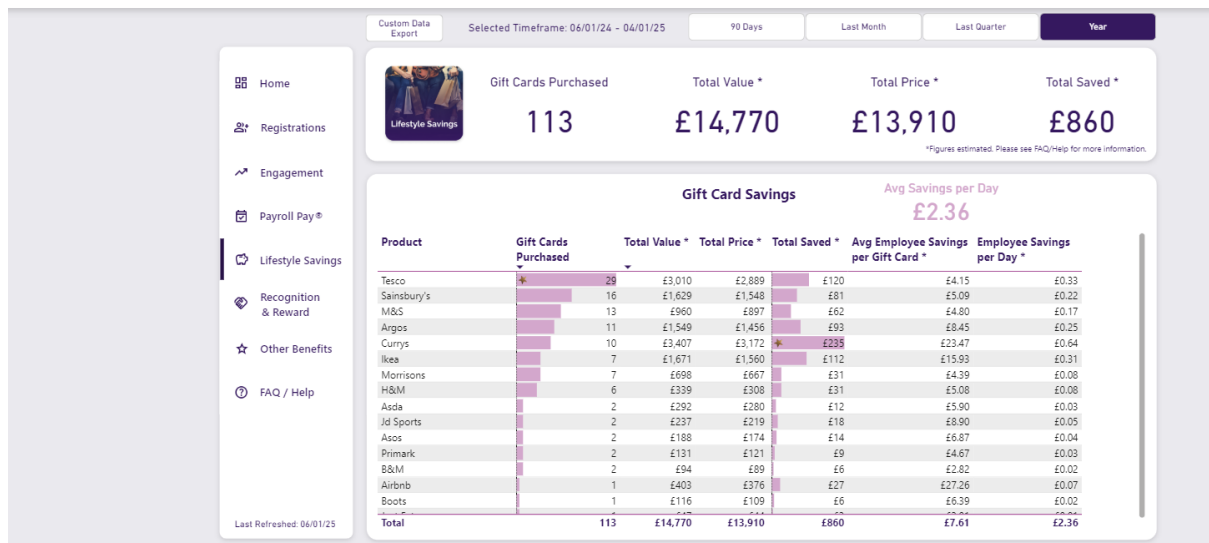 Custom Data
Export
Selected Timeframe: 06/01/24 - 04/01/25
90 Days
Last Month
Last Quarter
Year
Home
Registrations
Engagement
Payroll Pay®
Lifestyle Savings
Recognition
& Reward
Other Benefits
FAQ / Help
Last Refreshed: 06/01/25
Lifestyle Savings
Gift Cards Purchased
113
Total Value *
£14,770
Total Price *
£13,910
Total Saved *
£860
*Figures estimated. Please see FAQ/Help for more information.
Gift Card Savings
Avg Savings per Day
£2.36
Product Gift Cards Purchased Total Value * Total Price * Total Saved * Avg Employee Savings per Gift Card * Employee Savings per Day *
Tesco 29 £3,010 £2,889 £120 £4.15 £0.33
Sainsbury's 16 £1,629 £1,548 £81 £5.09 £0.22
M&S 13 £960 £897 £62 £4.80 £0.17
Argos 11 £1,549 £1,456 £93 £8.45 £0.25
Currys 10 £3,407 £3,172 £235 £23.47 £0.64
Ikea 7 £1,671 £1,560 £112 £15.93 £0.31
Morrisons 7 £698 £667 £31 £4.39 £0.08
H&M 6 £339 £308 £31 £5.08 £0.08
Asda 2 £292 £280 £12 £5.90 £0.03
Jd Sports 2 £237 £219 £18 £8.90 £0.05
Asos 2 £188 £174 £14 £6.87 £0.04
Primark 2 £131 £121 £9 £4.67 £0.03
B&M 2 £94 £89 £6 £2.82 £0.02
Airbnb 1 £403 £376 £27 £27.26 £0.07
Boots 1 £116 £109 £6 £6.39 £0.02
Total 113 £14,770 £13,910 £860 £7.61 £2.36